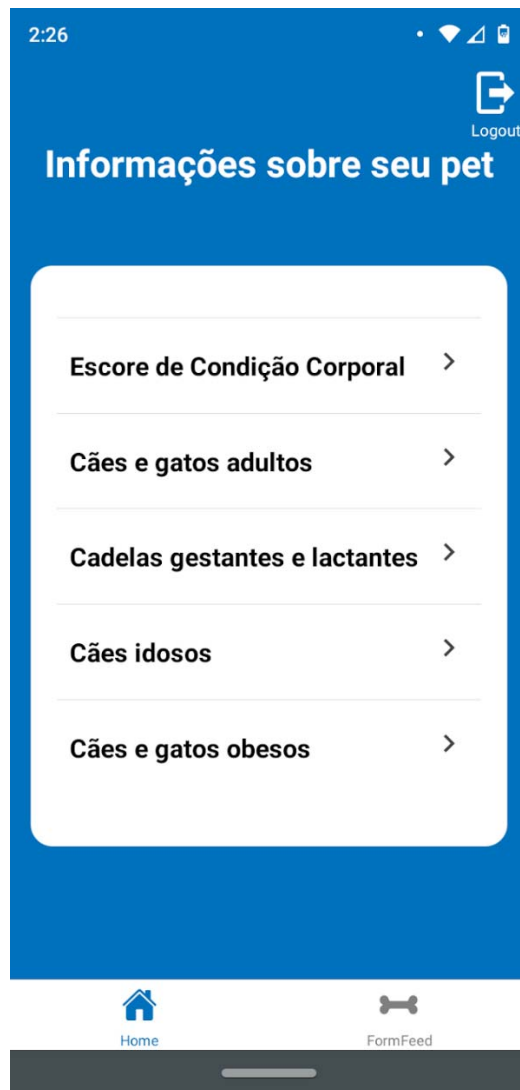 2:26
Logout
Informações sobre seu pet
Escore de Condição Corporal
Cães e gatos adultos
Cadelas gestantes e lactantes
Cães idosos
Cães e gatos obesos
Home
FormFeed